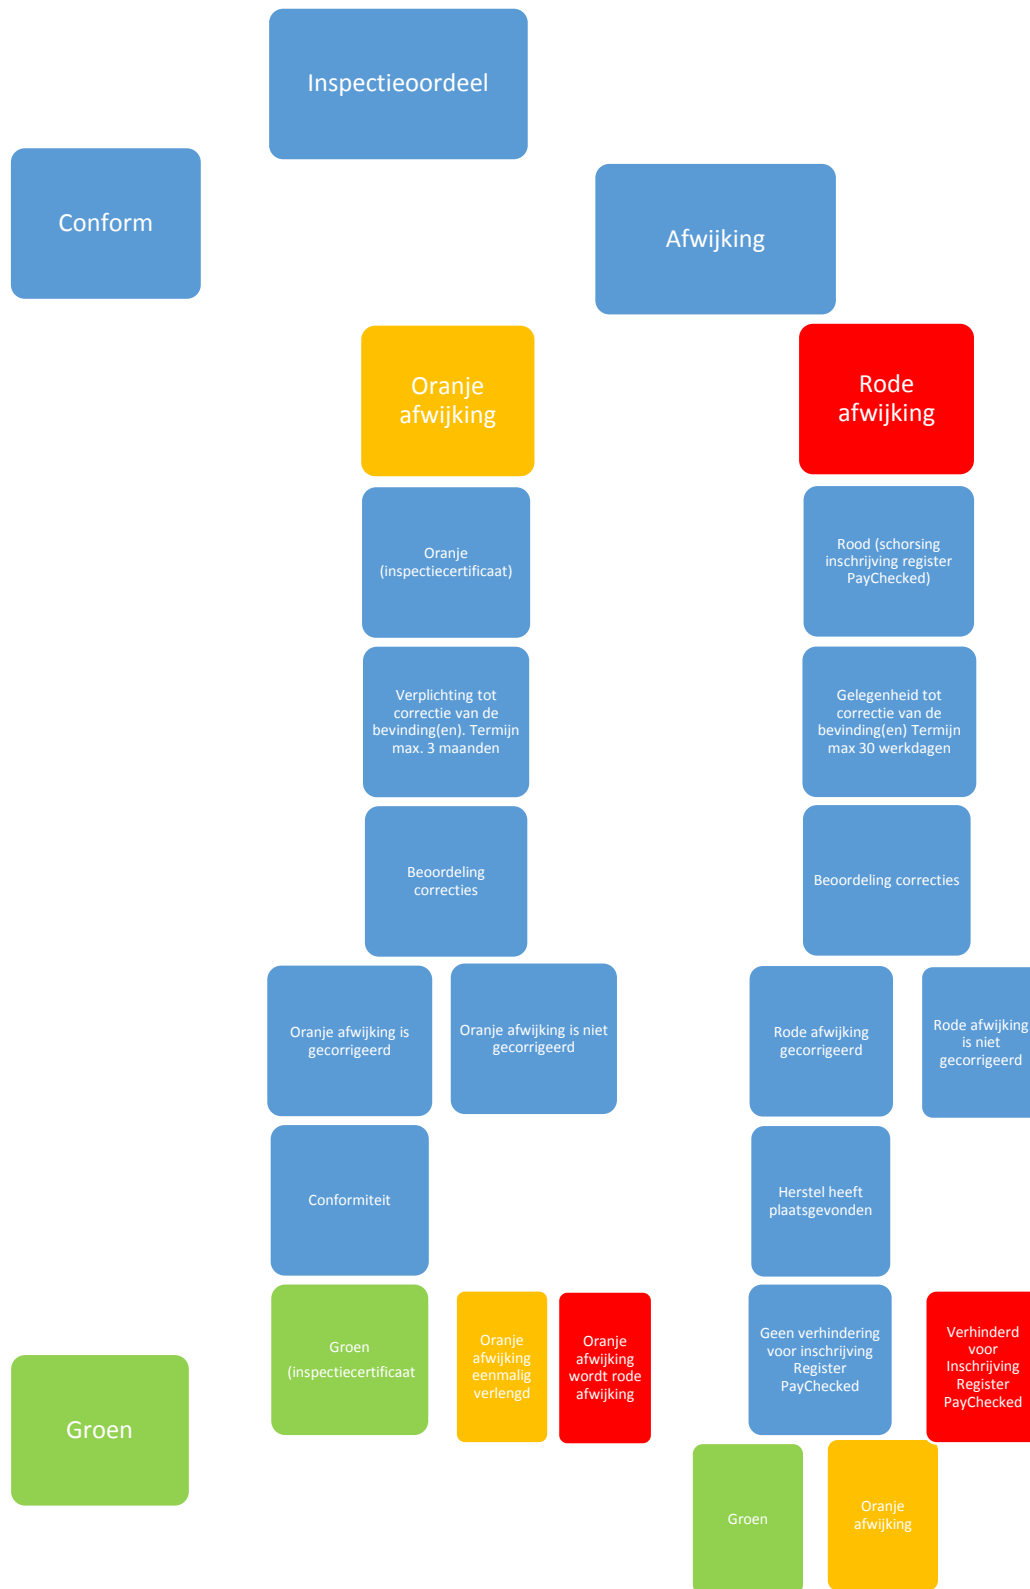 Inspectieoordeel
Conform
Afwijking
Oranje
afwijking
Rode
afwijking
Oranje
(inspectiecertificaat)
Rood (schorsing
inschrijving register
PayChecked)
Verplichting tot
correctie van de
bevinding(en). Termijn
max. 3 maanden
Gelegenheid tot
correctie van de
bevinding(en) Termijn
max 30 werkdagen
Beoordeling
correcties
Beoordeling correcties
Oranje afwijking is
gecorrigeerd
Oranje afwijking is niet
gecorrigeerd
Rode afwijking
gecorrigeerd
Rode afwijking
is niet
gecorrigeerd
Conformiteit
Herstel heeft
plaatsgevonden
Groen
(inspectiecertificaat
Oranje
afwijking
eenmalig
verlengd
Oranje
afwijking
wordt rode
afwijking
Geen verhindering
voor inschrijving
Register
PayChecked
Verhinderd
voor
Inschrijving
Register
PayChecked
Groen
Groen
Oranje
afwijking